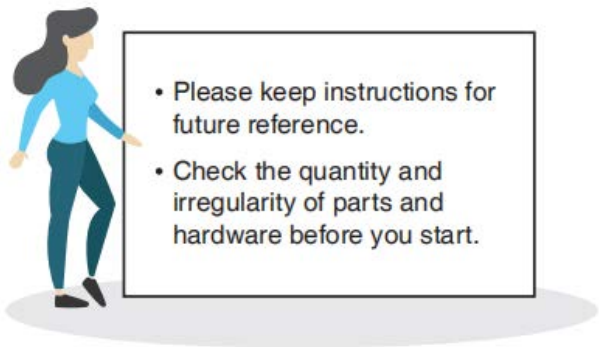 • Please keep instructions for
future reference.
• Check the quantity and
irregularity of parts and
hardware before you start.